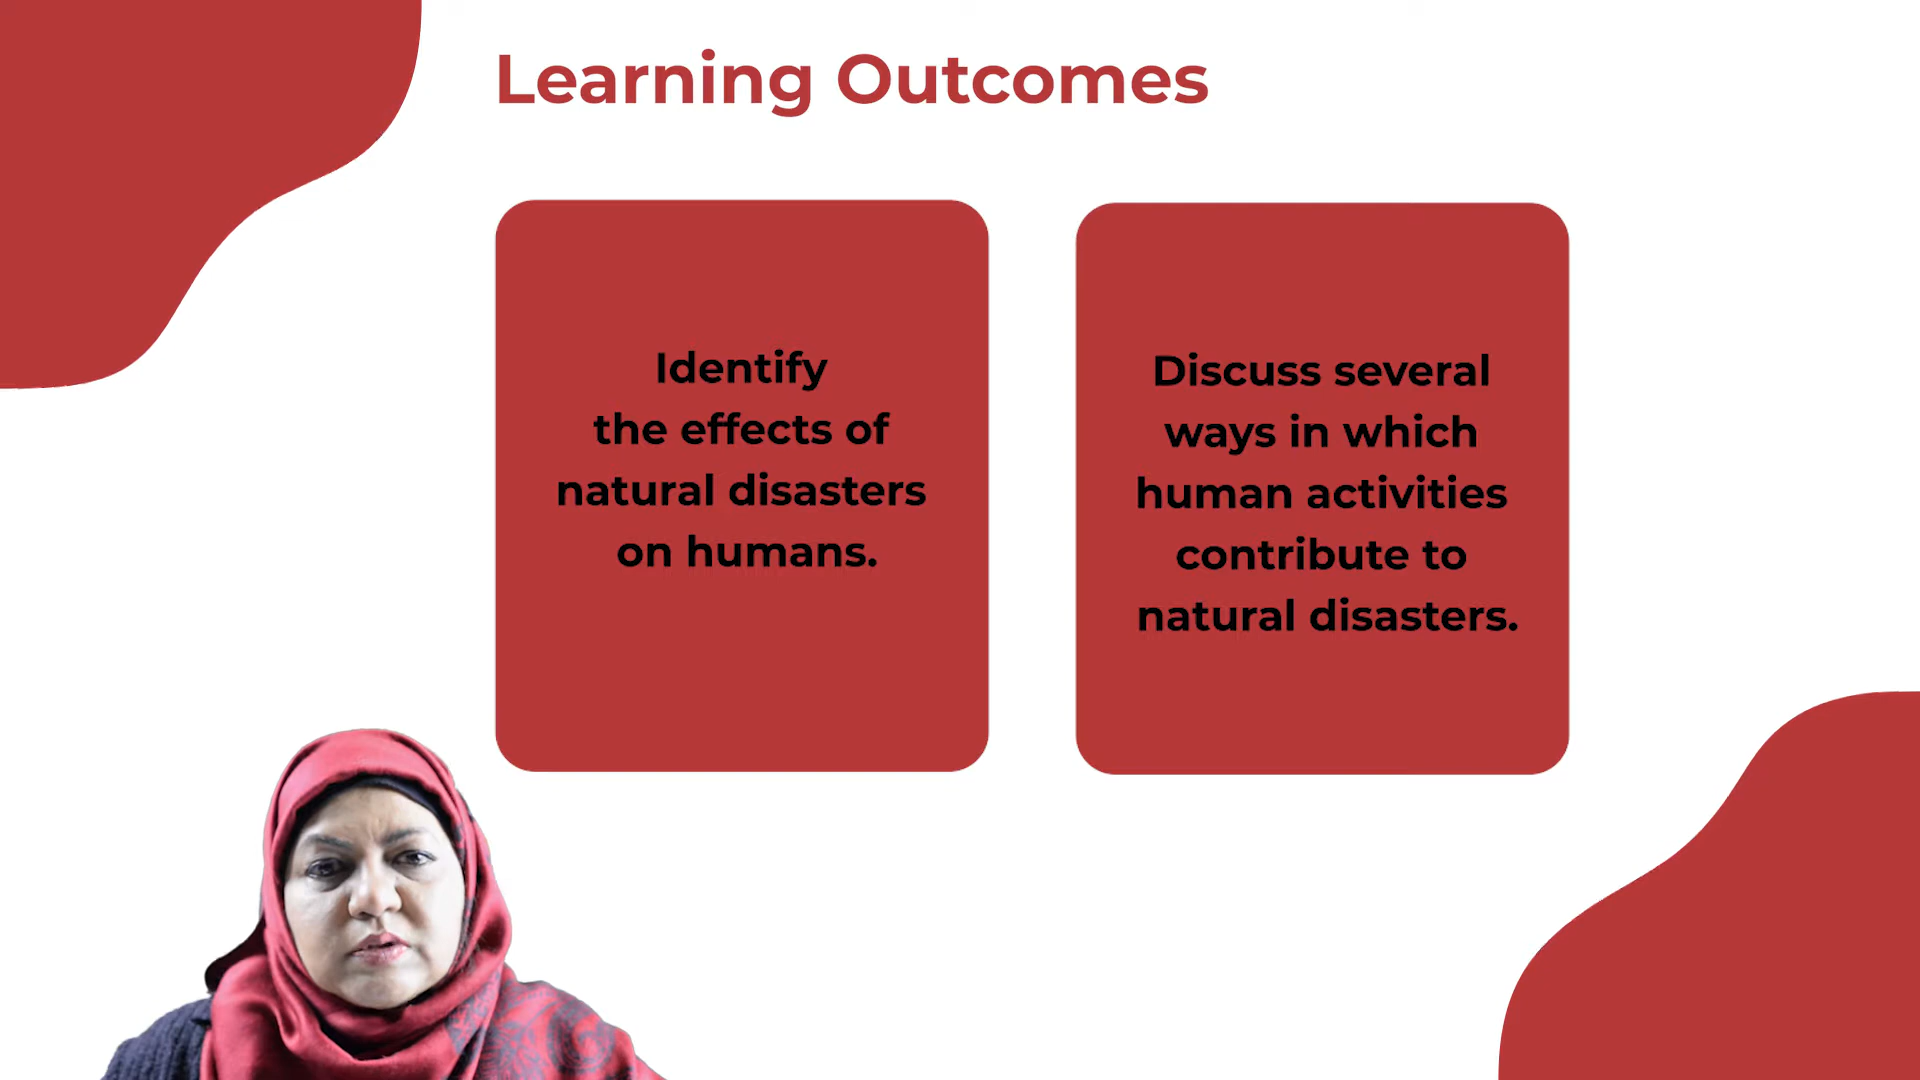 Learning Outcomes
Identify
the effects of
natural disasters
on humans.
Discuss several
ways in which
human activities
contribute to
natural disasters.